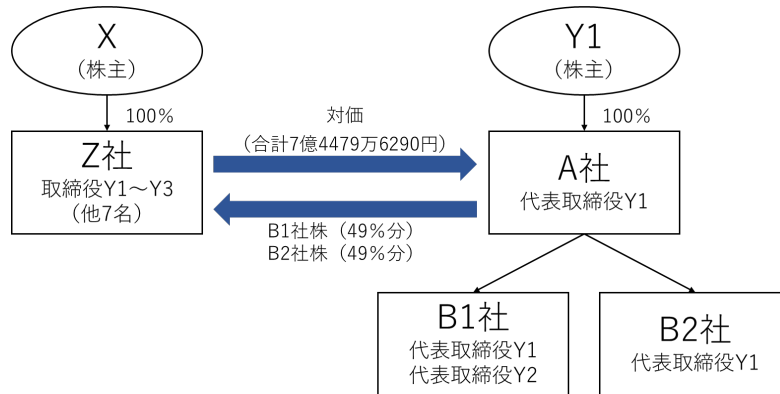 X
(株主)
Y1
(株主)
100%
100%
対価
(合計7億4479万6290円)
Z社
取締役Y1～Y3
(他7名)
A社
代表取締役Y1
B1社株（49%分）
B2社株（49%分）
B1社
代表取締役Y1
代表取締役Y2
B2社
代表取締役Y1